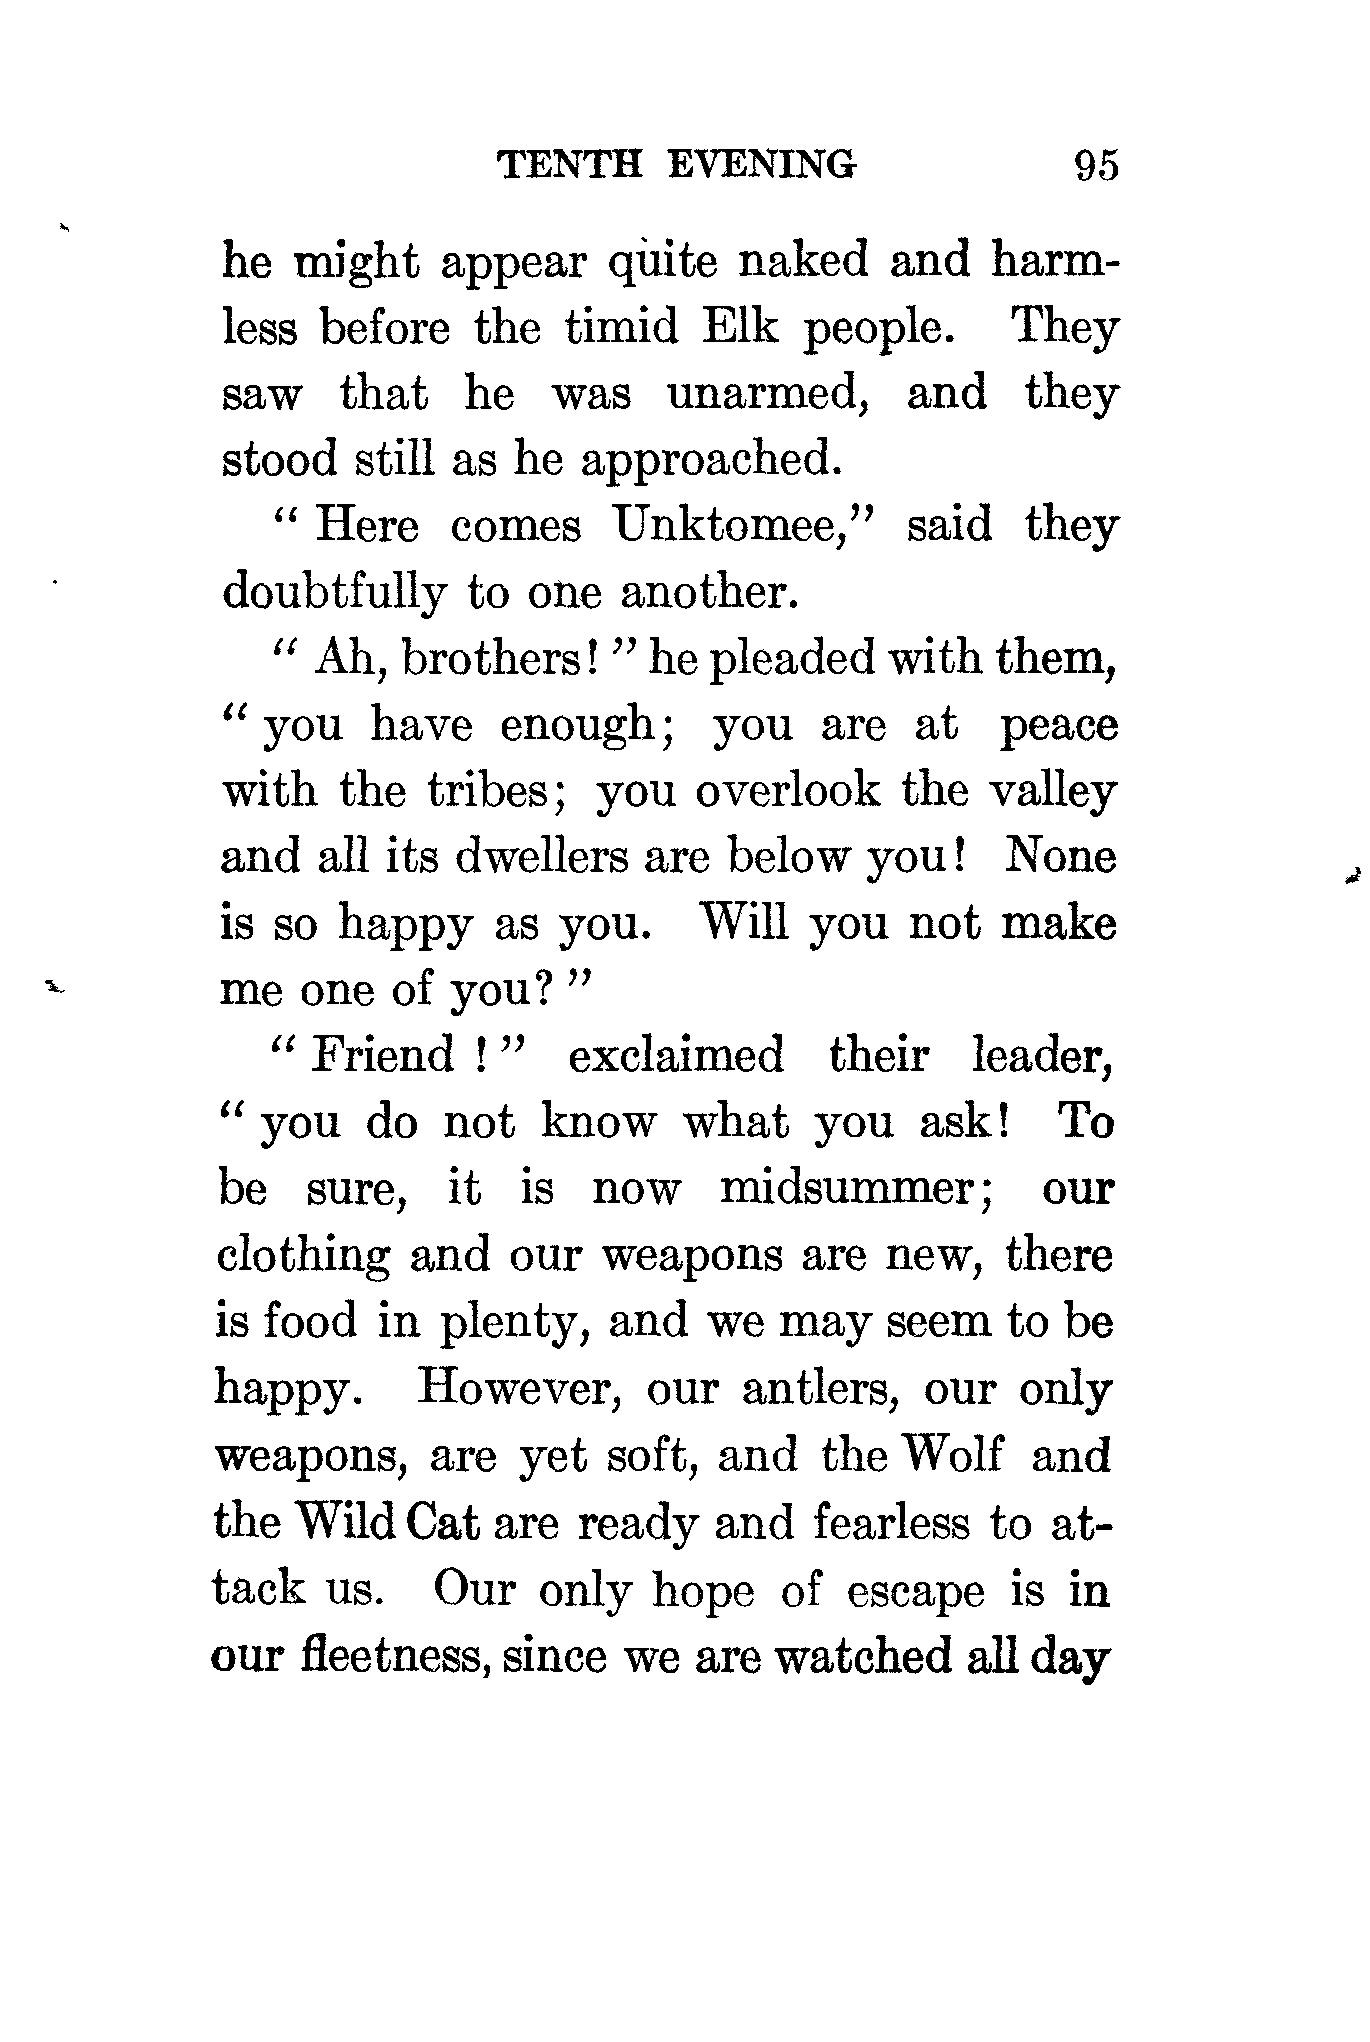 TENTH EVENING 95
he might appear quite naked and harm-
less before the timid Elk people. They
saw that he was unarmed, and they
stood still as he approached.
“ Here comes Unktomee,” said they
doubtfully to one another.
“ Ah, brothers! ” he pleaded with them,
“ you have enough; you are at peace
with the tribes; you overlook the valley
and all its dwellers are below you! None
is so happy as you. Will you not make
me one of you? ”
“ Friend ! ” exclaimed their leader,
“ you do not know what you ask! To
be sure, it is now midsummer; our
clothing and our weapons are new, there
is food in plenty, and we may seem to be
happy. However, our antlers, our only
weapons, are yet soft, and the Wolf and
the Wild Cat are ready and fearless to at-
tack us. Our only hope of escape is in
our fleetness, since we are watched all day